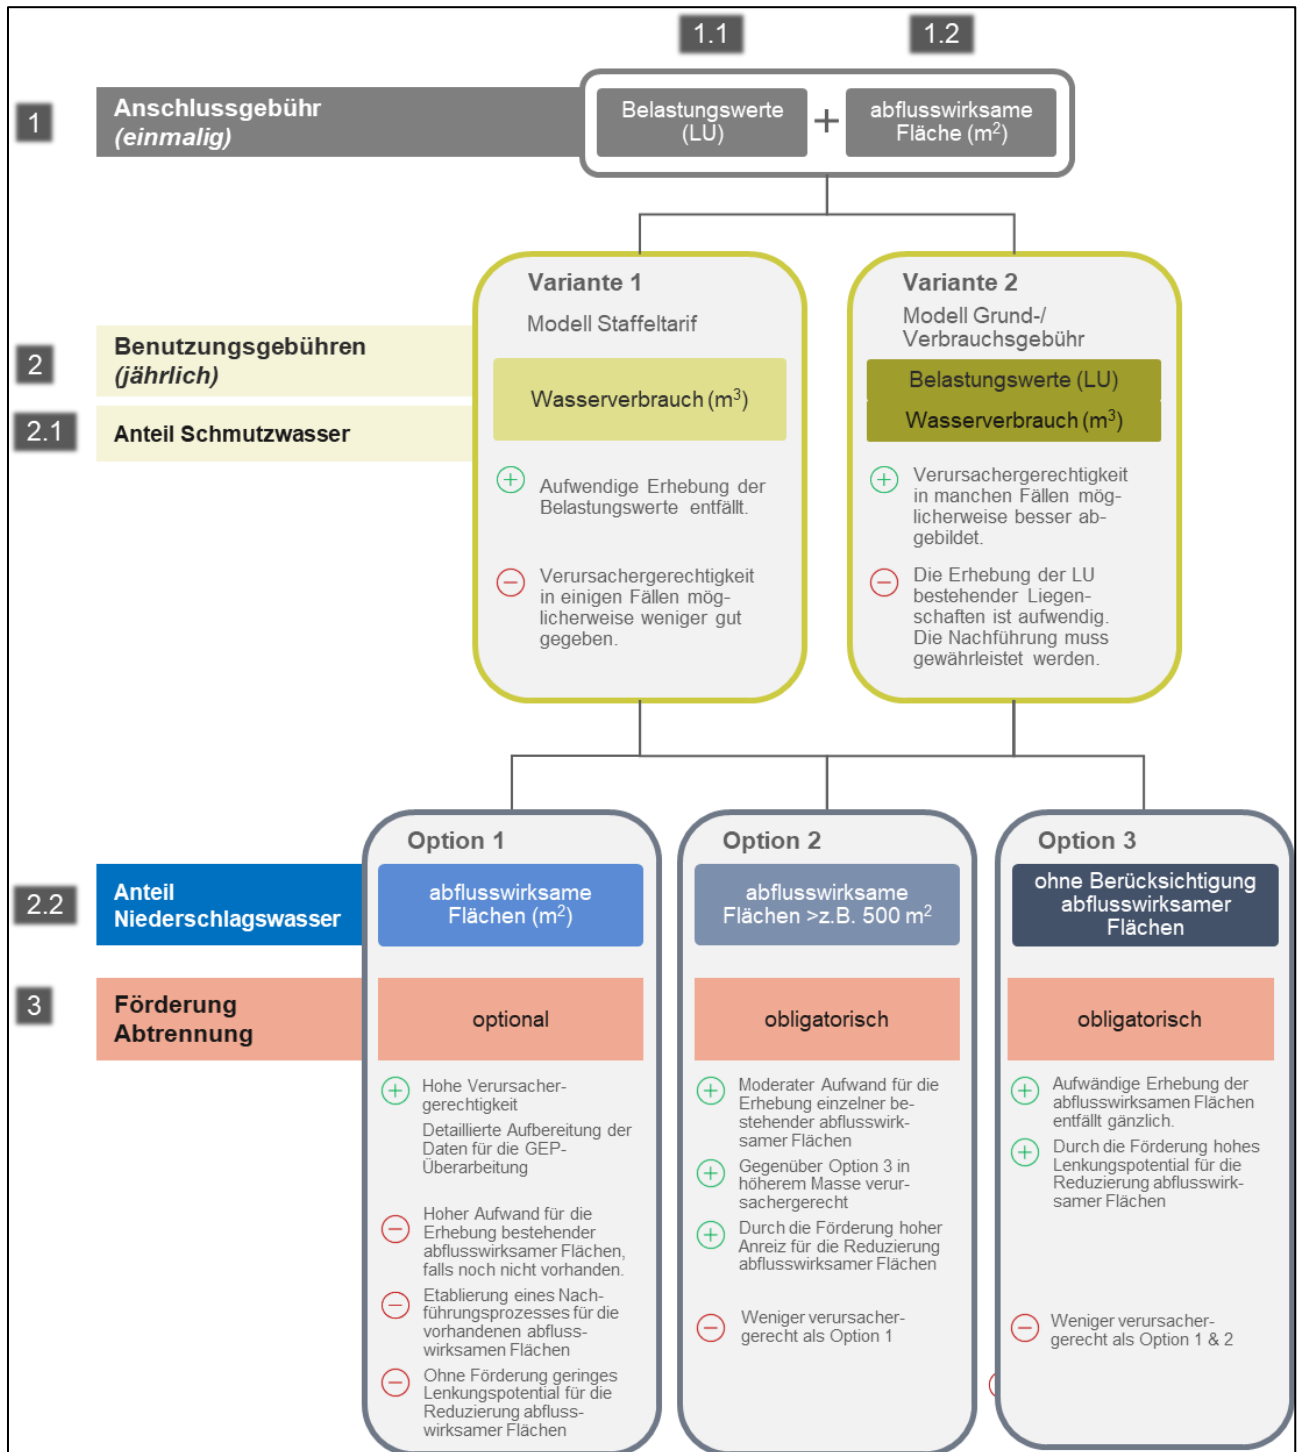 1.1
1.2
1
Anschlussgebühr
(einmalig)
Belastungswerte
(LU)
+
abflusswirksame
Fläche (m²)
Variante 1
Modell Staffeltarif
Variante 2
Modell Grund-/
Verbrauchsgebühr
2
Benutzungsgebühren
(jährlich)
2.1
Anteil Schmutzwasser
Wasserverbrauch (m³)
Belastungswerte (LU)
Wasserverbrauch (m³)
Aufwendige Erhebung der
Belastungswerte entfällt.
Verursachergerechtigkeit
in einigen Fällen mög-
licherweise weniger gut
gegeben.
Verursachergerechtigkeit
in manchen Fällen mög-
licherweise besser ab-
gebildet.
Die Erhebung der LU
bestehender Liegen-
schaften ist aufwendig.
Die Nachführung muss
gewährleistet werden.
Option 1
Option 2
Option 3
2.2
Anteil
Niederschlagswasser
abflusswirksame
Flächen (m²)
abflusswirksame
Flächen >z.B. 500 m²
ohne Berücksichtigung
abflusswirksamer
Flächen
3
Förderung
Abtrennung
optional
obligatorisch
obligatorisch
Hohe Verursacher-
gerechtigkeit
Detaillierte Aufbereitung der
Daten für die GEP-
Überarbeitung
Hoher Aufwand für die
Erhebung bestehender
abflusswirksamer Flächen,
falls noch nicht vorhanden.
Etablierung eines Nach-
führungsprozesses für die
vorhandenen abfluss-
wirksamen Flächen
Ohne Förderung geringes
Lenkungspotential für die
Reduzierung abfluss-
wirksamer Flächen
Moderater Aufwand für die
Erhebung einzelner be-
stehender abflusswirk-
samer Flächen
Gegenüber Option 3 in
höherem Masse verur-
sachergerecht
Durch die Förderung hoher
Anreiz für die Reduzierung
abflusswirksamer Flächen
Weniger verursacher-
gerecht als Option 1
Aufwändige Erhebung der
abflusswirksamen Flächen
entfällt gänzlich.
Durch die Förderung hohes
Lenkungspotential für die
Reduzierung abflusswirk-
samer Flächen
Weniger verursacher-
gerecht als Option 1 & 2